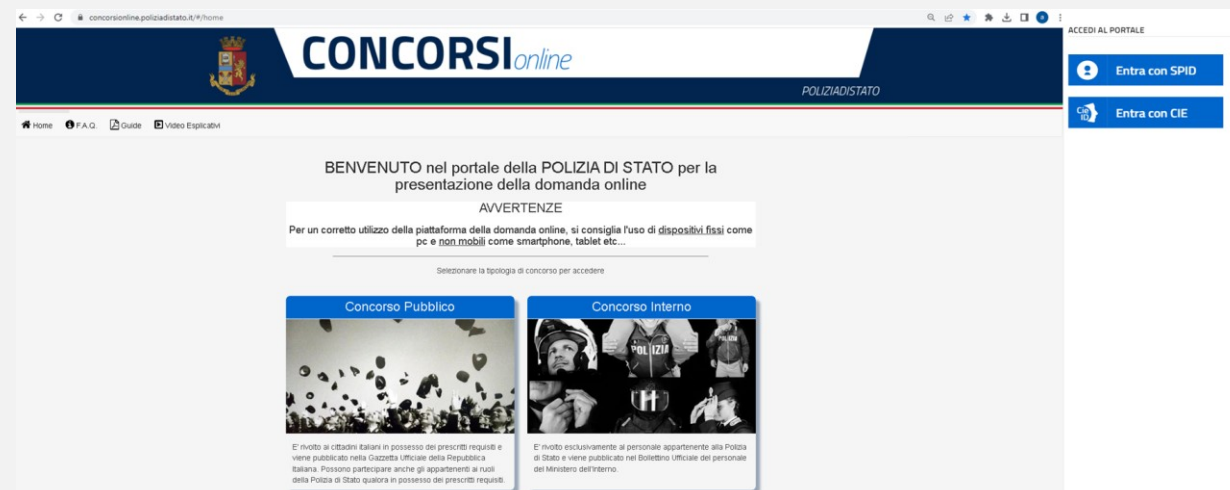 concorsionline.poliziadistato.it/#/home
CONCORSIonline
POLIZIADISTATO
ACCEDI AL PORTALE
Entra con SPID
Entra con CIE
Home F.A.Q. Guide Video Esplicativi
BENVENUTO nel portale della POLIZIA DI STATO per la
presentazione della domanda online
AVVERTENZE
Per un corretto utilizzo della piattaforma della domanda online, si consiglia l'uso di dispositivi fissi come
pc e non mobili come smartphone, tablet etc...
Selezionare la tipologia di concorso per accedere
Concorso Pubblico
E' rivolto ai cittadini italiani in possesso dei prescritti requisiti e
viene pubblicato nella Gazzetta Ufficiale della Repubblica
Italiana. Possono partecipare anche gli appartenenti ai ruoli
della Polizia di Stato qualora in possesso dei prescritti requisiti.
Concorso Interno
POLIZIA
E' rivolto esclusivamente al personale appartenente alla Polizia
di Stato e viene pubblicato nel Bollettino Ufficiale del personale
del Ministero dell'Interno.